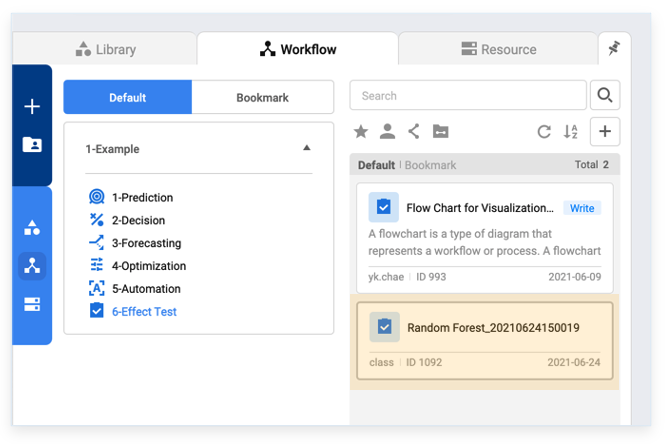 Library
Workflow
Resource
Default
Bookmark
1-Example
1-Prediction
2-Decision
3-Forecasting
4-Optimization
5-Automation
6-Effect Test
Search
Default | Bookmark
Total 2
Flow Chart for Visualization...
Write
A flowchart is a type of diagram that
represents a workflow or process. A flowchart
yk.chae | ID 993
2021-06-09
Random Forest_20210624150019
class | ID 1092
2021-06-24